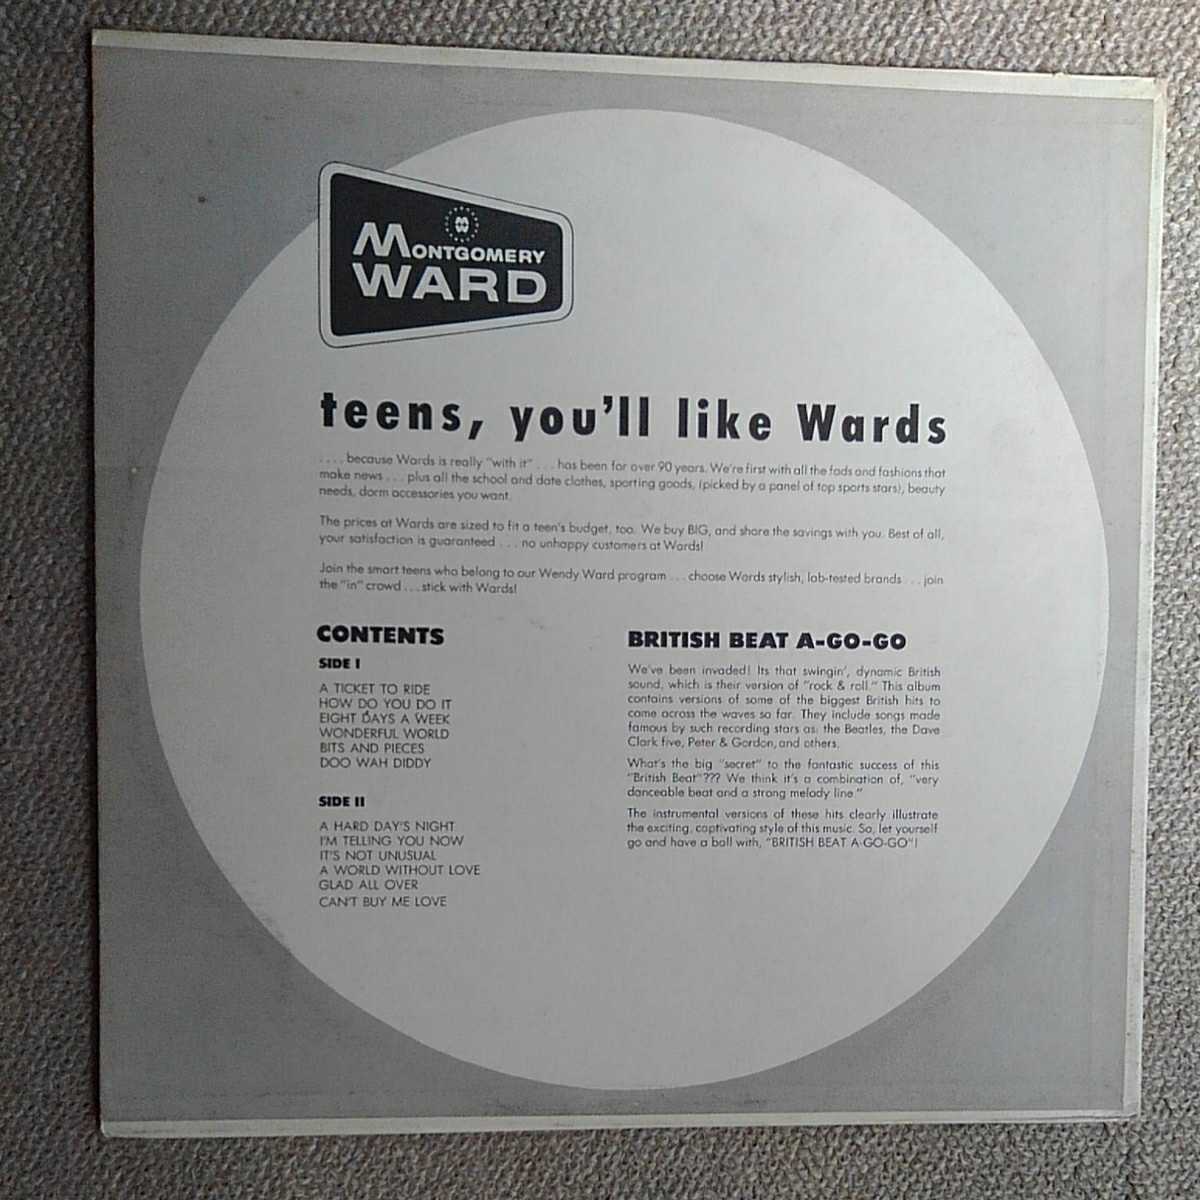 MONTGOMERY
WARD
teens, you'll like Wards
.... because Wards is really "with it" ... has been for over 90 years. We're first with all the fads and fashions that
make news ... plus all the school and date clothes, sporting goods, (picked by a panel of top sports stars), beauty
needs, dorm accessories you want.
The prices at Wards are sized to fit a teen's budget, too. We buy BIG, and share the savings with you. Best of all,
your satisfaction is guaranteed ... no unhappy customers at Wards!
Join the smart teens who belong to our Wendy Ward program ... choose Wards stylish, lab-tested brands ... join
the "in" crowd ... stick with Wards!
CONTENTS
SIDE I
A TICKET TO RIDE
HOW DO YOU DO IT
EIGHT DAYS A WEEK
WONDERFUL WORLD
BITS AND PIECES
DOO WAH DIDDY
SIDE II
A HARD DAY'S NIGHT
I'M TELLING YOU NOW
IT'S NOT UNUSUAL
A WORLD WITHOUT LOVE
GLAD ALL OVER
CAN'T BUY ME LOVE
BRITISH BEAT A-GO-GO
We've been invaded! Its that swingin', dynamic British
sound, which is their version of "rock & roll." This album
contains versions of some of the biggest British hits to
come across the waves so far. They include songs made
famous by such recording stars as: the Beatles, the Dave
Clark five, Peter & Gordon, and others.
What's the big "secret" to the fantastic success of this
"British Beat"??? We think it's a combination of, "very
danceable beat and a strong melody line."
The instrumental versions of these hits clearly illustrate
the exciting, captivating style of this music. So, let yourself
go and have a ball with, "BRITISH BEAT A-GO-GO"!